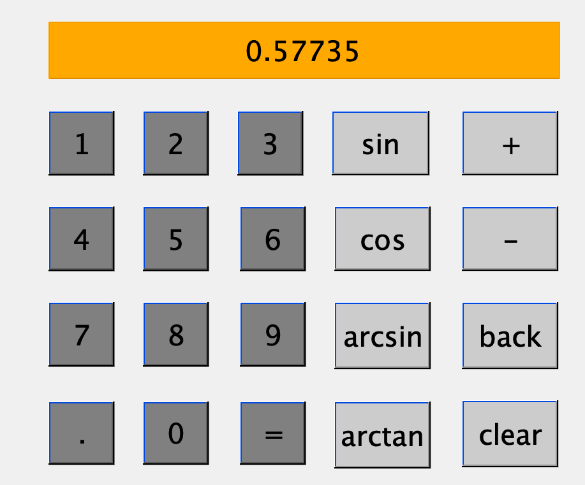 0.57735
1 2 3 sin +
4 5 6 cos -
7 8 9 arcsin back
. 0 = arctan clear